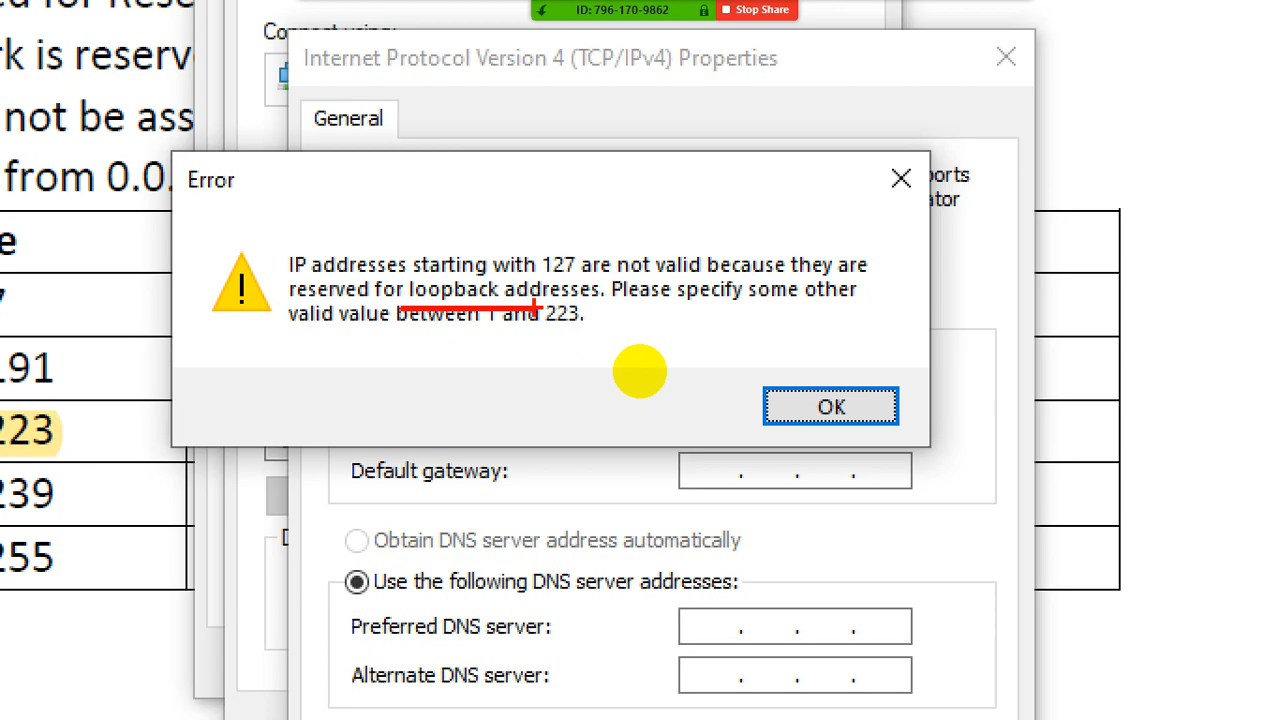 ID: 796-170-9862 Stop Share
ed for Rese
rk is reserv
not be ass
from 0.0.
e
191
223
239
255
Connect using:
Internet Protocol Version 4 (TCP/IPv4) Properties
General
Error
IP addresses starting with 127 are not valid because they are
reserved for loopback addresses. Please specify some other
valid value between 1 and 223.
OK
Default gateway:
Obtain DNS server address automatically
Use the following DNS server addresses:
Preferred DNS server:
Alternate DNS server: